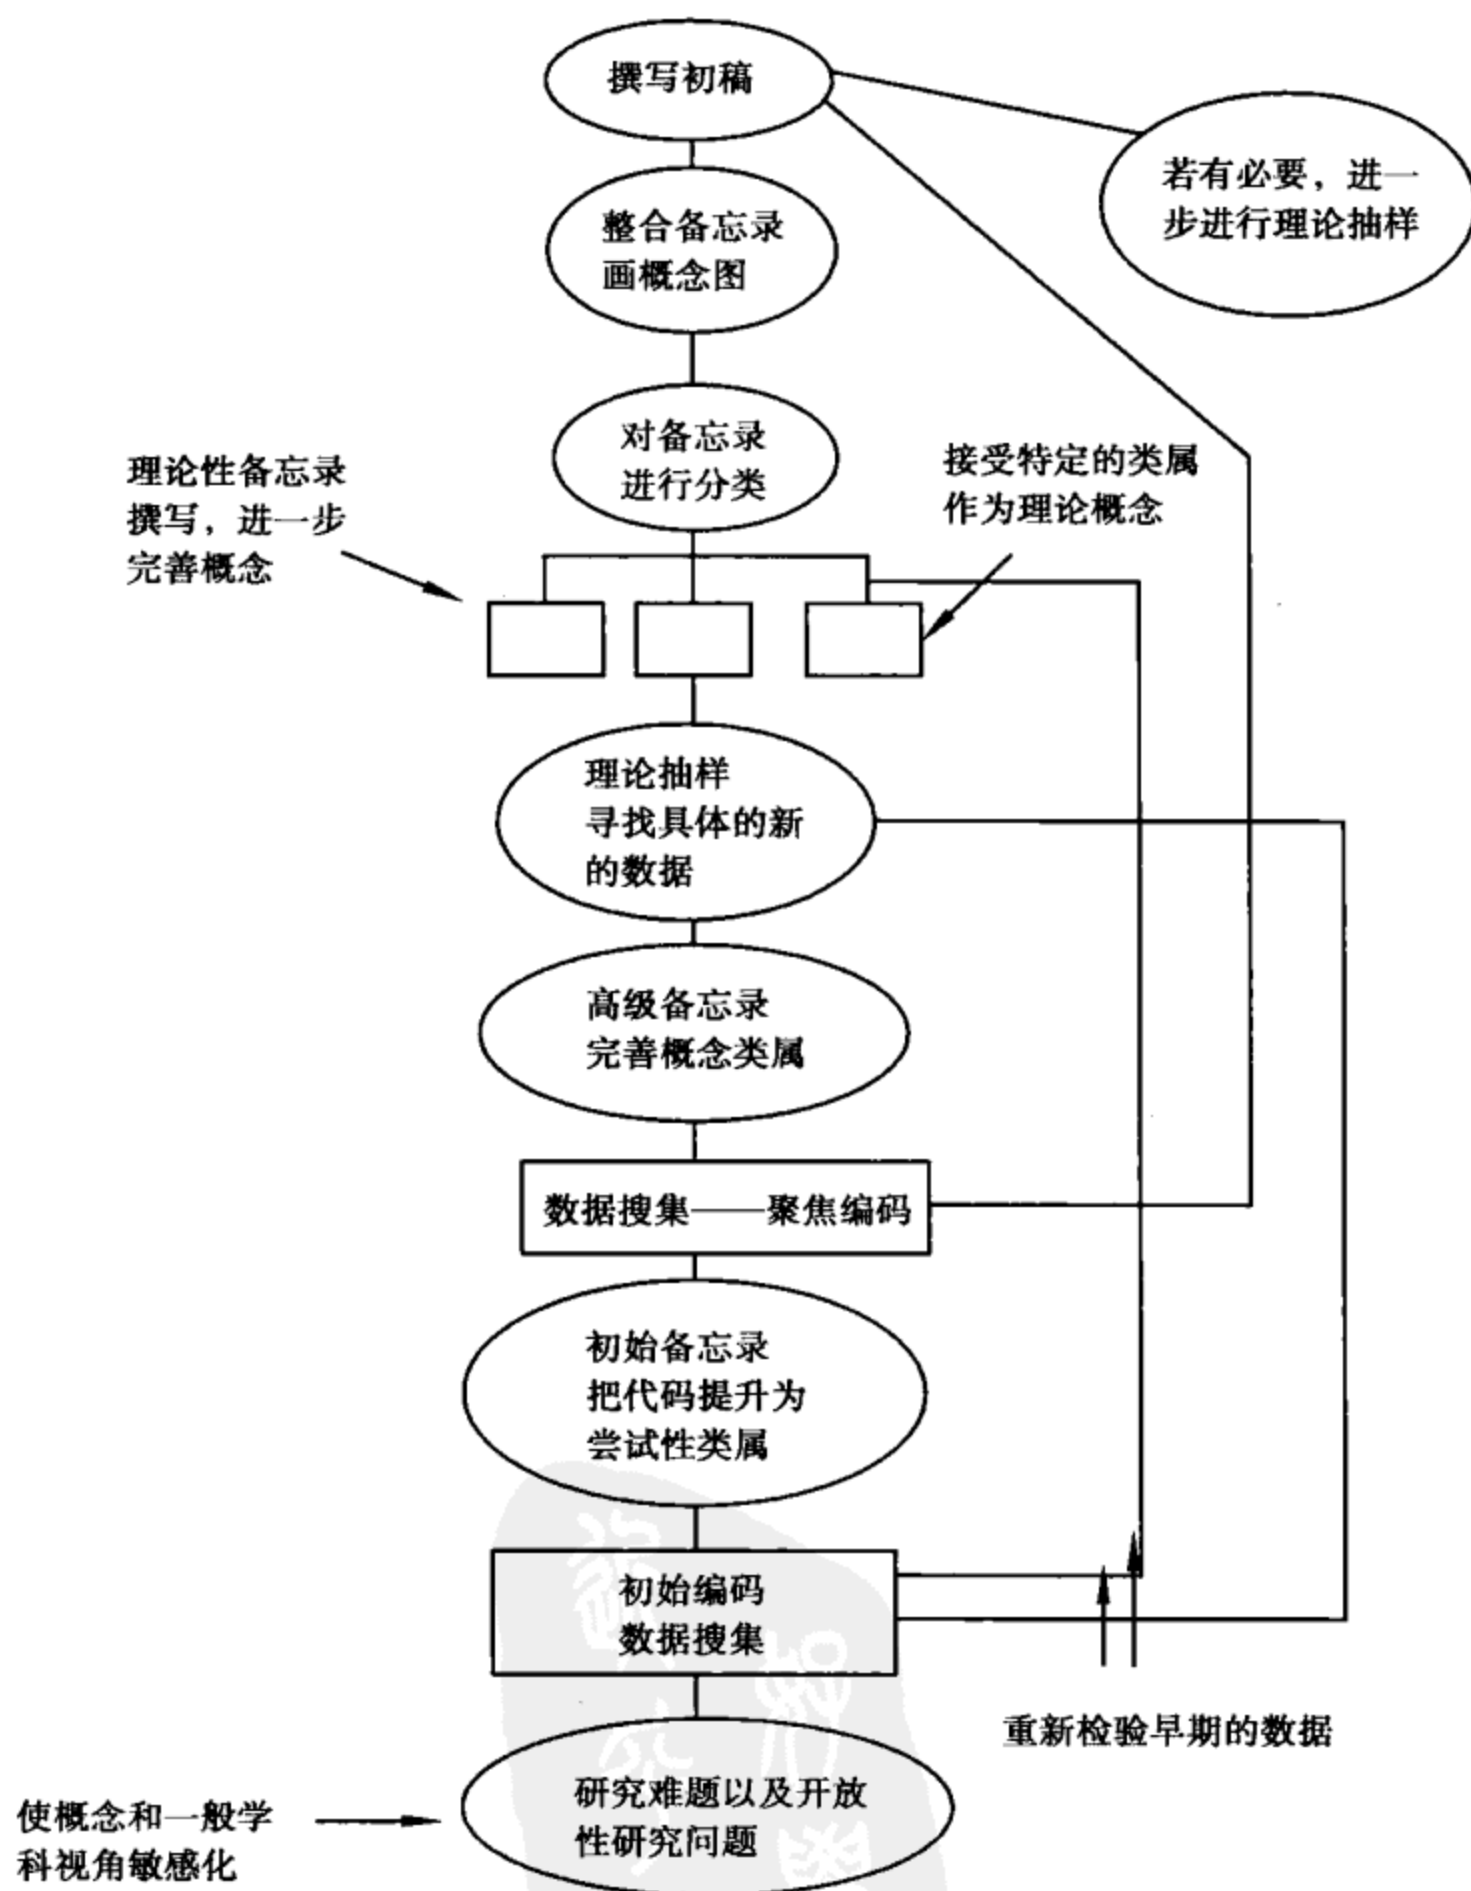 撰写初稿
若有必要，进一
步进行理论抽样
整合备忘录
画概念图
对备忘录
进行分类
理论性备忘录
撰写，进一步
完善概念
接受特定的类属
作为理论概念
理论抽样
寻找具体的新
的数据
高级备忘录
完善概念类属
数据搜集——聚焦编码
初始备忘录
把代码提升为
尝试性类属
初始编码
数据搜集
重新检验早期的数据
研究难题以及开放
性研究问题
使概念和一般学
科视角敏感化